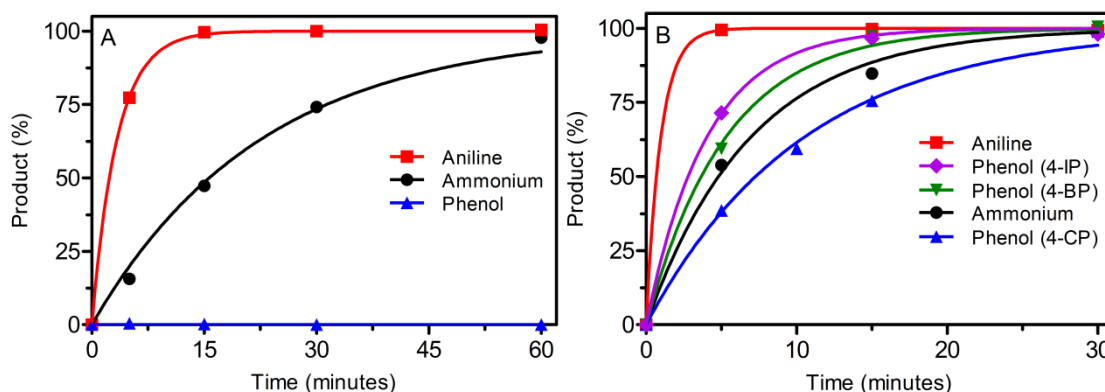 A
Product (%)
100
75
50
25
0
Aniline
Ammonium
Phenol
0 15 30 45 60
Time (minutes)
B
Product (%)
100
75
50
25
0
Aniline
Phenol (4-IP)
Phenol (4-BP)
Ammonium
Phenol (4-CP)
0 10 20 30
Time (minutes)